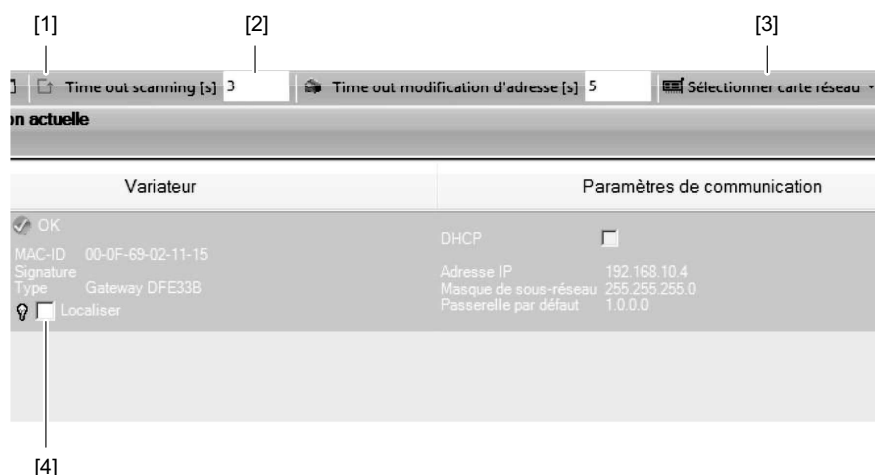 [1] [2] [3]
Time out scanning [s] 3 Time out modification d'adresse [s] 5 Sélectionner carte réseau
on actuelle
Variateur Paramètres de communication
OK
DHCP
MAC-ID 00-0F-69-02-11-15
Signature
Adresse IP 192.168.10.4
Type Gateway DFE33B
Masque de sous-réseau 255.255.255.0
Localiser
Passerelle par défaut 1.0.0.0
[4]